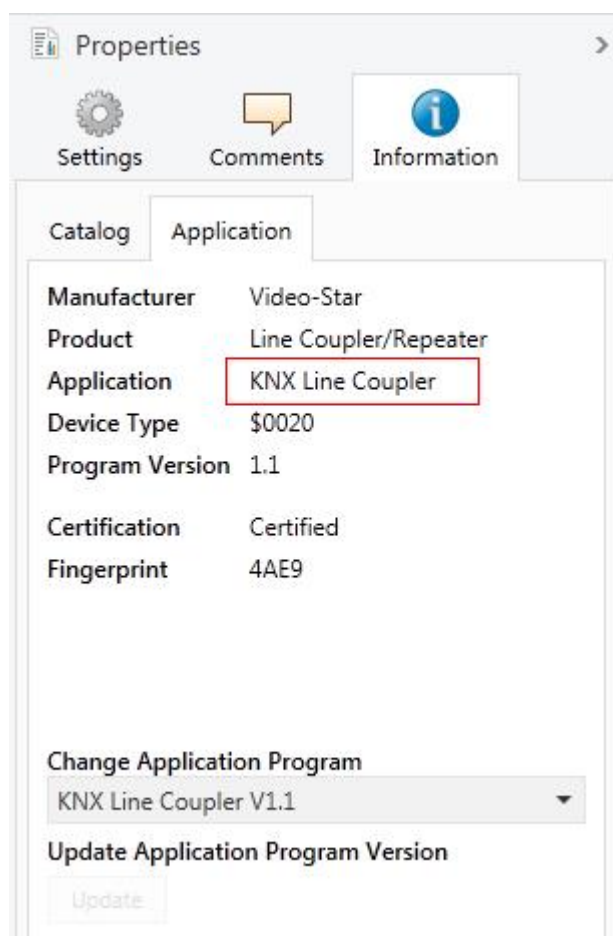 Properties
Settings Comments Information
Catalog Application
Manufacturer Video-Star
Product Line Coupler/Repeater
Application KNX Line Coupler
Device Type $0020
Program Version 1.1
Certification Certified
Fingerprint 4AE9
Change Application Program
KNX Line Coupler V1.1
Update Application Program Version
Update